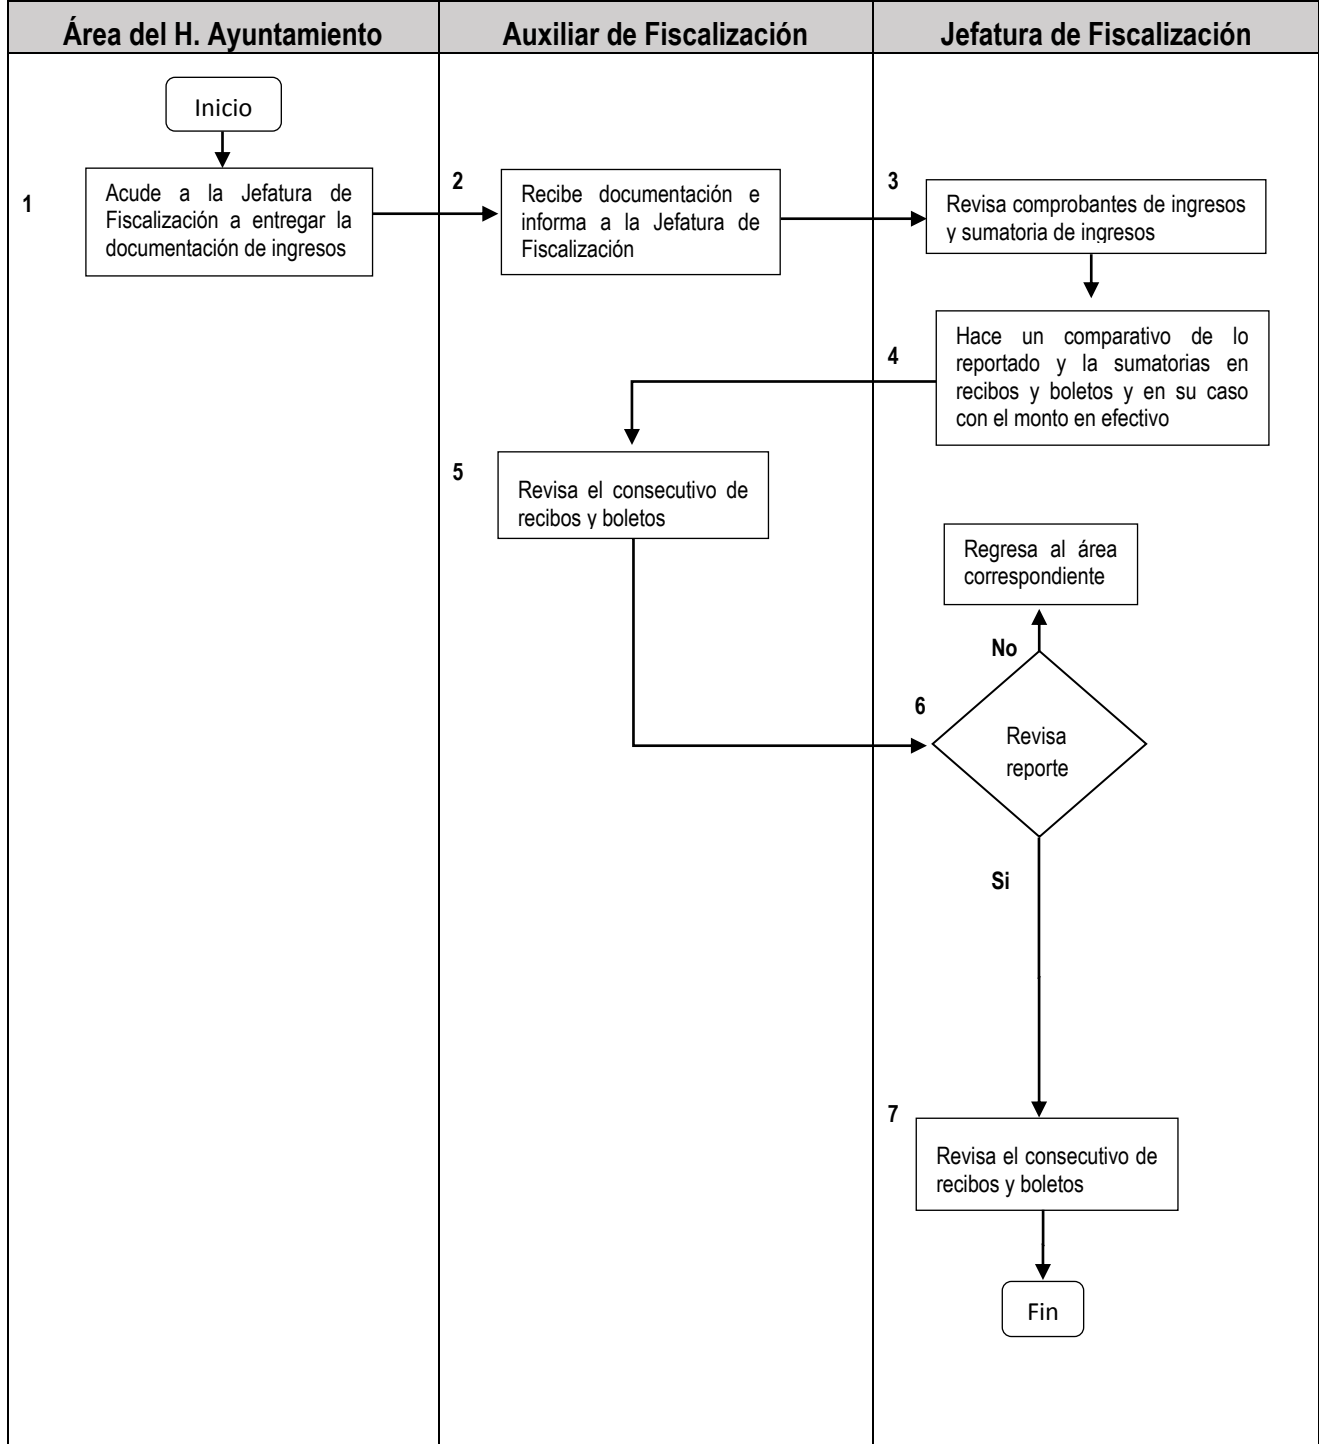 Área del H. Ayuntamiento
Auxiliar de Fiscalización
Jefatura de Fiscalización
Inicio
1
Acude a la Jefatura de
Fiscalización a entregar la
documentación de ingresos
2
Recibe documentación e
informa a la Jefatura de
Fiscalización
3
Revisa comprobantes de ingresos
y sumatoria de ingresos
4
Hace un comparativo de lo
reportado y la sumatorias en
recibos y boletos y en su caso
con el monto en efectivo
5
Revisa el consecutivo de
recibos y boletos
Regresa al área
correspondiente
No
6
Revisa
reporte
Si
7
Revisa el consecutivo de
recibos y boletos
Fin